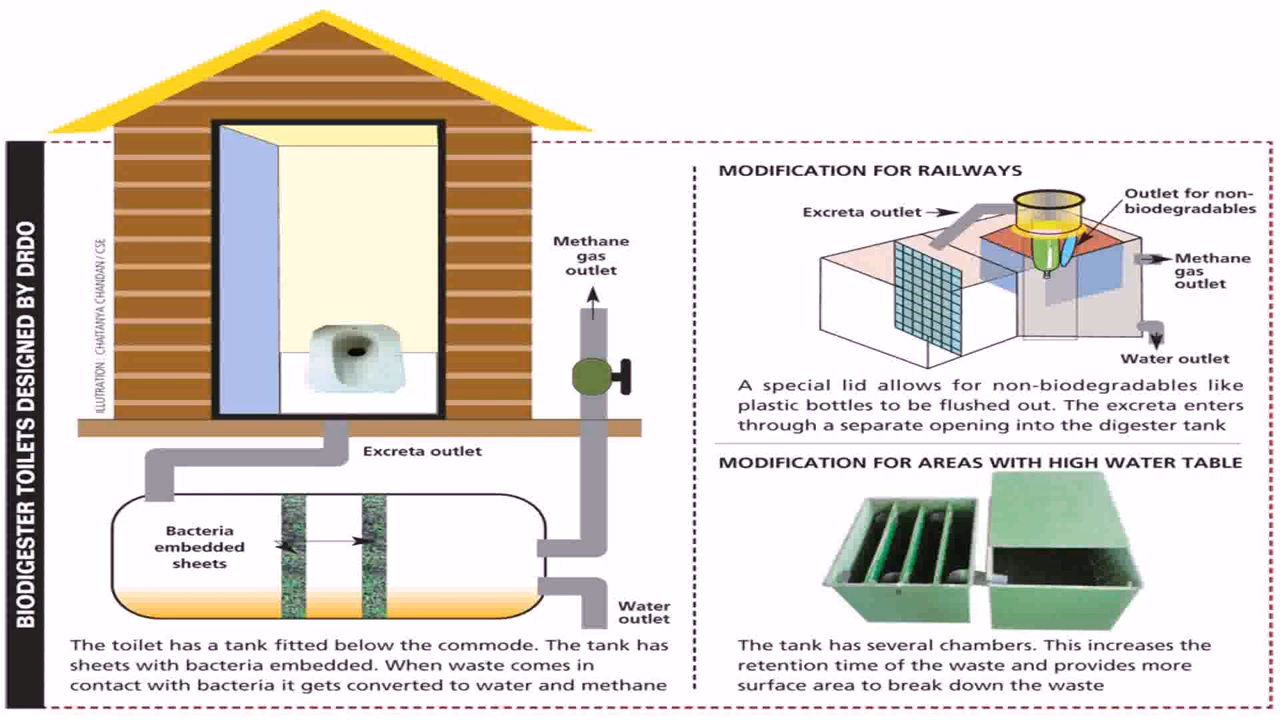 BIODIGESTER TOILETS DESIGNED BY DRDO
ILLUTRATION : CHAITANYA CHANDAN / CSE
Methane
gas
outlet
Excreta outlet
Bacteria
embedded
sheets
Water
outlet
The toilet has a tank fitted below the commode. The tank has
sheets with bacteria embedded. When waste comes in
contact with bacteria it gets converted to water and methane
MODIFICATION FOR RAILWAYS
Excreta outlet
Outlet for non-
biodegradables
Methane
gas
outlet
Water outlet
A special lid allows for non-biodegradables like
plastic bottles to be flushed out. The excreta enters
through a separate opening into the digester tank
MODIFICATION FOR AREAS WITH HIGH WATER TABLE
The tank has several chambers. This increases the
retention time of the waste and provides more
surface area to break down the waste